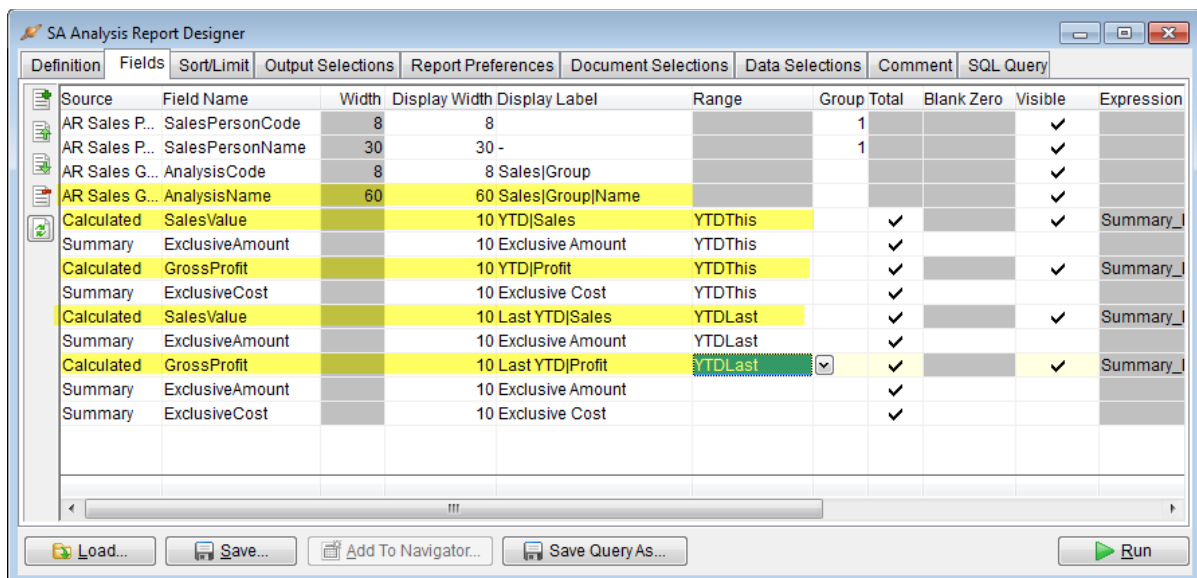 SA Analysis Report Designer
Definition Fields Sort/Limit Output Selections Report Preferences Document Selections Data Selections Comment SQL Query
Source Field Name Width Display Width Display Label Range Group Total Blank Zero Visible Expression
AR Sales P... SalesPersonCode 8 8 1
AR Sales P... SalesPersonName 30 30 - 1
AR Sales G... AnalysisCode 8 8 Sales|Group
AR Sales G... AnalysisName 60 60 Sales|Group|Name
Calculated SalesValue 10 YTD|Sales YTDThis Summary_
Summary ExclusiveAmount 10 Exclusive Amount YTDThis
Calculated GrossProfit 10 YTD|Profit YTDThis Summary_
Summary ExclusiveCost 10 Exclusive Cost YTDThis
Calculated SalesValue 10 Last YTD|Sales YTDLast Summary_
Summary ExclusiveAmount 10 Exclusive Amount YTDLast
Calculated GrossProfit 10 Last YTD|Profit YTDLast Summary_
Summary ExclusiveAmount 10 Exclusive Amount
Summary ExclusiveCost 10 Exclusive Cost
Load... Save... Add To Navigator... Save Query As... Run